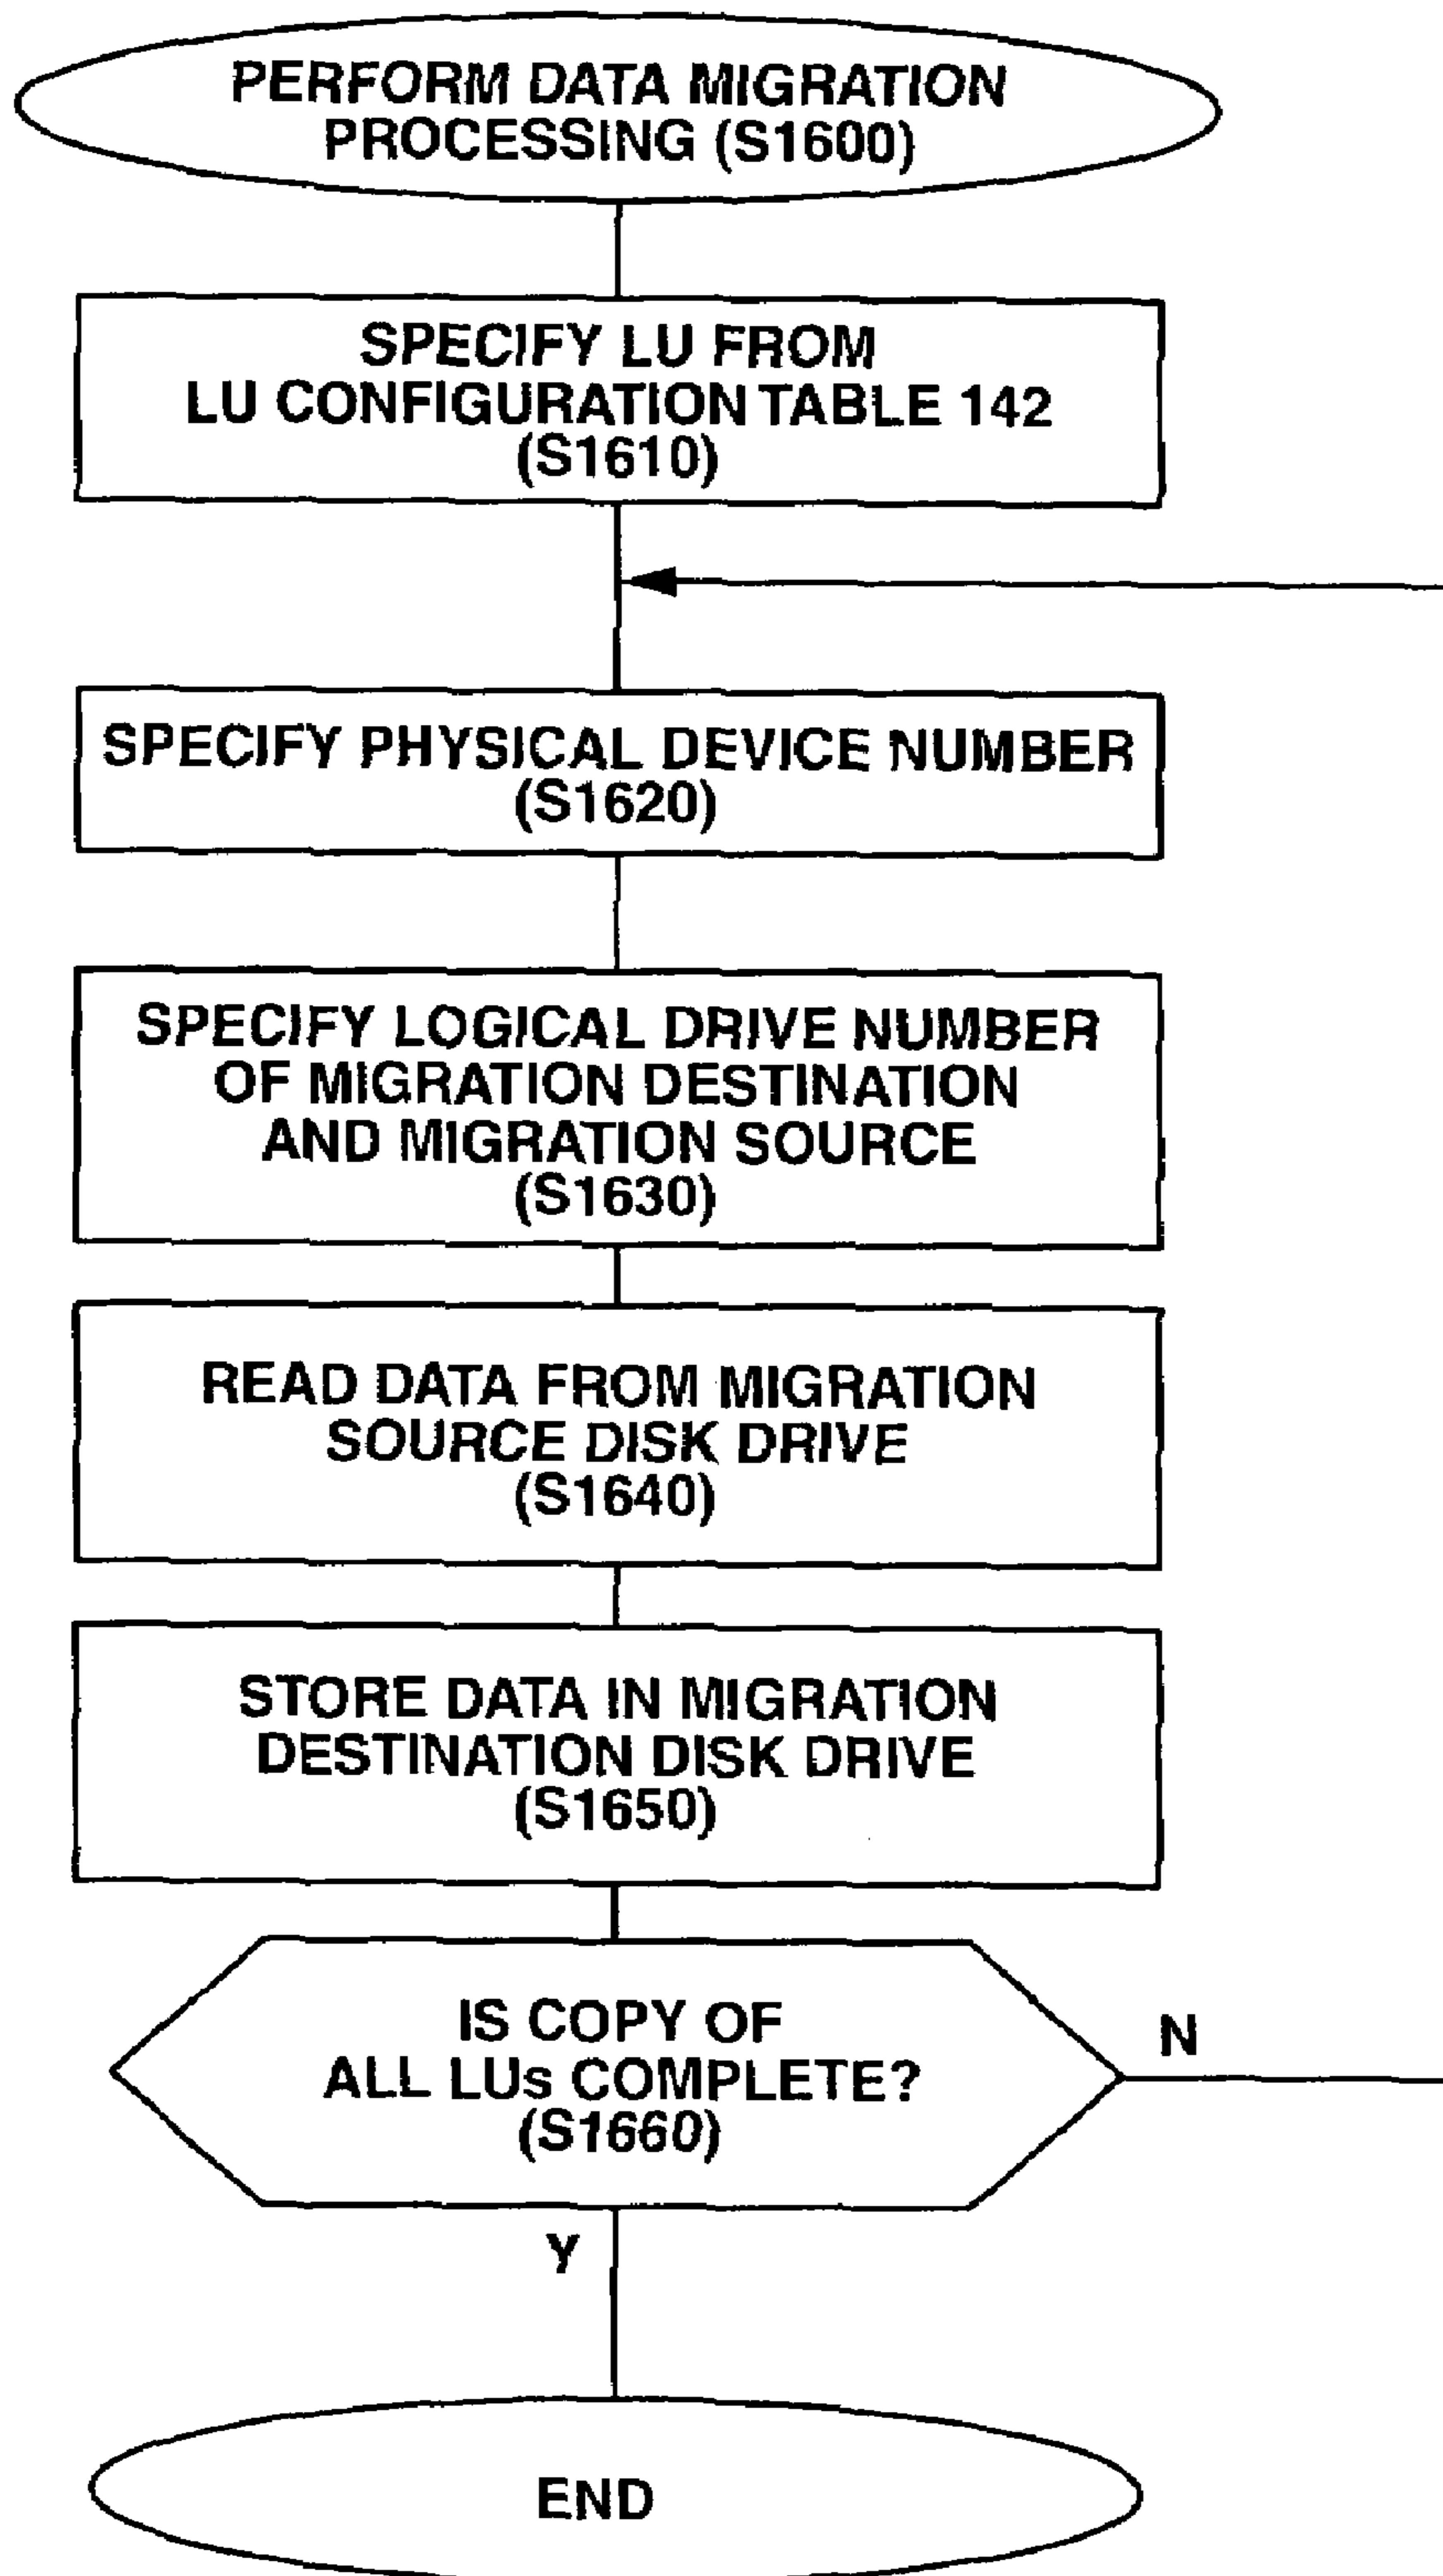 PERFORM DATA MIGRATION
PROCESSING (S1600)
SPECIFY LU FROM
LU CONFIGURATION TABLE 142
(S1610)
SPECIFY PHYSICAL DEVICE NUMBER
(S1620)
SPECIFY LOGICAL DRIVE NUMBER
OF MIGRATION DESTINATION
AND MIGRATION SOURCE
(S1630)
READ DATA FROM MIGRATION
SOURCE DISK DRIVE
(S1640)
STORE DATA IN MIGRATION
DESTINATION DISK DRIVE
(S1650)
IS COPY OF
ALL LUs COMPLETE?
(S1660)
N
Y
END